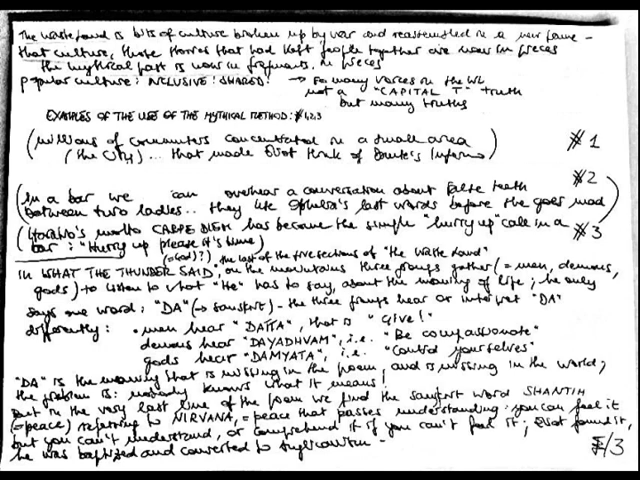 The Waste Land is bits of culture broken up by war and reassembled in a new frame -
that culture, those stories that had kept people together are now in pieces
the mythical past is now in fragments, in pieces
popular culture: INCLUSIVE! SHARED! → so many voices in the WL
not a "CAPITAL T" truth
but many truths
EXAMPLES OF THE USE OF THE MYTHICAL METHOD: #1,2,3
(millions of commuters concentrated in a small area #1
(the CITY) ... that made Eliot think of Dante's Inferno)
#2
(In a bar we can overhear a conversation about false teeth
between two ladies.. they like Ophelia's last words before she goes mad)
(Horatio's motto CARPE DIEM has become the simple "hurry up" call in a #3
bar: "Hurry up please it's time)
(=God)?) the last of the five sections of "The Waste Land"
IN WHAT THE THUNDER SAID, on the mountains three groups gather (= men, demons,
gods) to listen to what "He" has to say, about the meaning of life; he only
says one word: "DA" (→ sanskrit) - the three groups hear or interpret "DA"
differently: • men hear "DATTA", that is "Give!"
demons hear "DAYADHVAM", i.e. "Be compassionate"
gods hear "DAMYATA", i.e. "Control yourselves"
"DA" is the meaning that is missing in the poem, and is missing in the world;
the problem is: nobody knows what it means!
But in the very last line of the poem we find the sanskrit word SHANTIH
(=peace) referring to NIRVANA, = peace that passes understanding: you can feel it
but you can't understand, or comprehend it if you can't feel it; Eliot found it,
he was baptized and converted to
/3